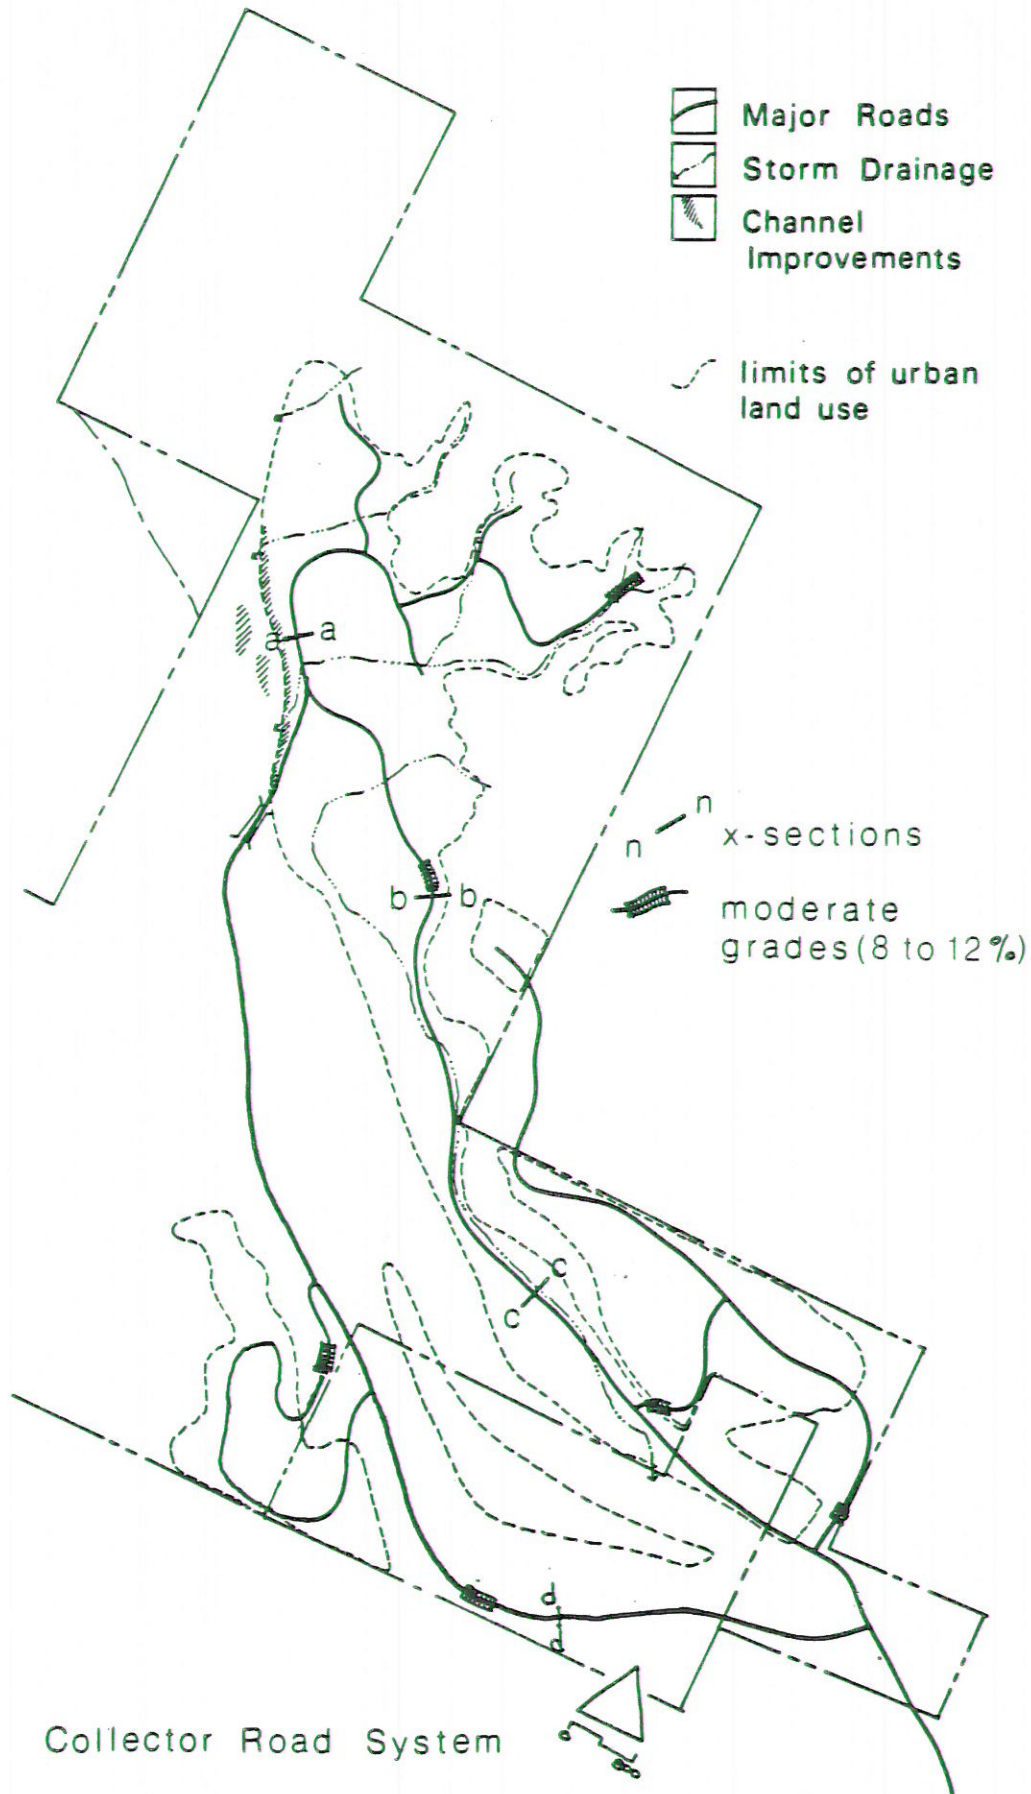 Major Roads
Storm Drainage
Channel
Improvements
limits of urban
land use
a a
n n
x-sections
b b
moderate
grades (8 to 12%)
c
c
d
d
Collector Road System
0